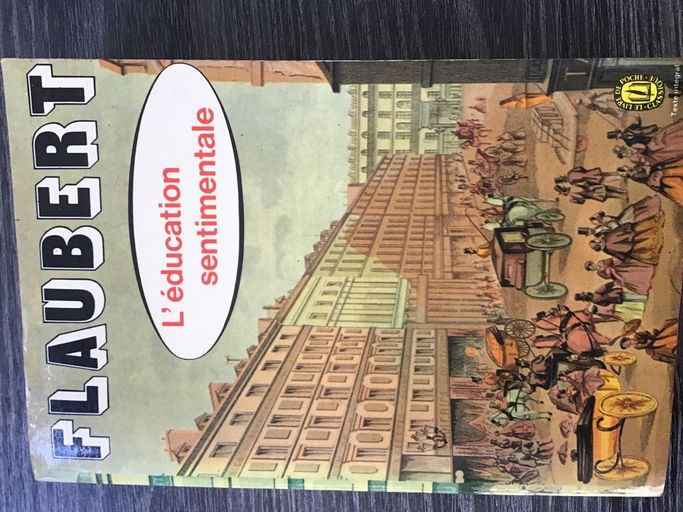 FLAUBERT
L'éducation
sentimentale
LE LIVRE DE POCHE
CLASSIQUE
Texte intégral